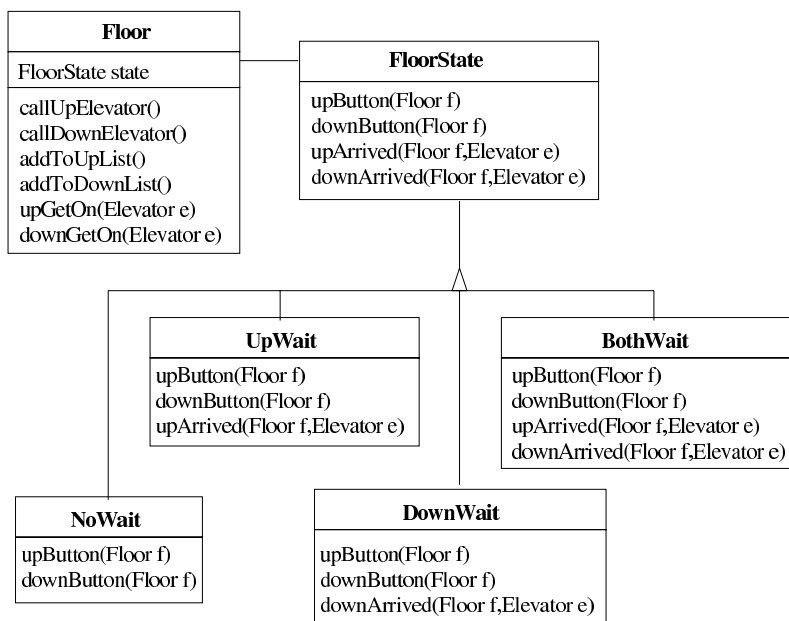 Floor
FloorState state
callUpElevator()
callDownElevator()
addToUpList()
addToDownList()
upGetOn(Elevator e)
downGetOn(Elevator e)
FloorState
upButton(Floor f)
downButton(Floor f)
upArrived(Floor f,Elevator e)
downArrived(Floor f,Elevator e)
UpWait
upButton(Floor f)
downButton(Floor f)
upArrived(Floor f,Elevator e)
BothWait
upButton(Floor f)
downButton(Floor f)
upArrived(Floor f,Elevator e)
downArrived(Floor f,Elevator e)
NoWait
upButton(Floor f)
downButton(Floor f)
DownWait
upButton(Floor f)
downButton(Floor f)
downArrived(Floor f,Elevator e)